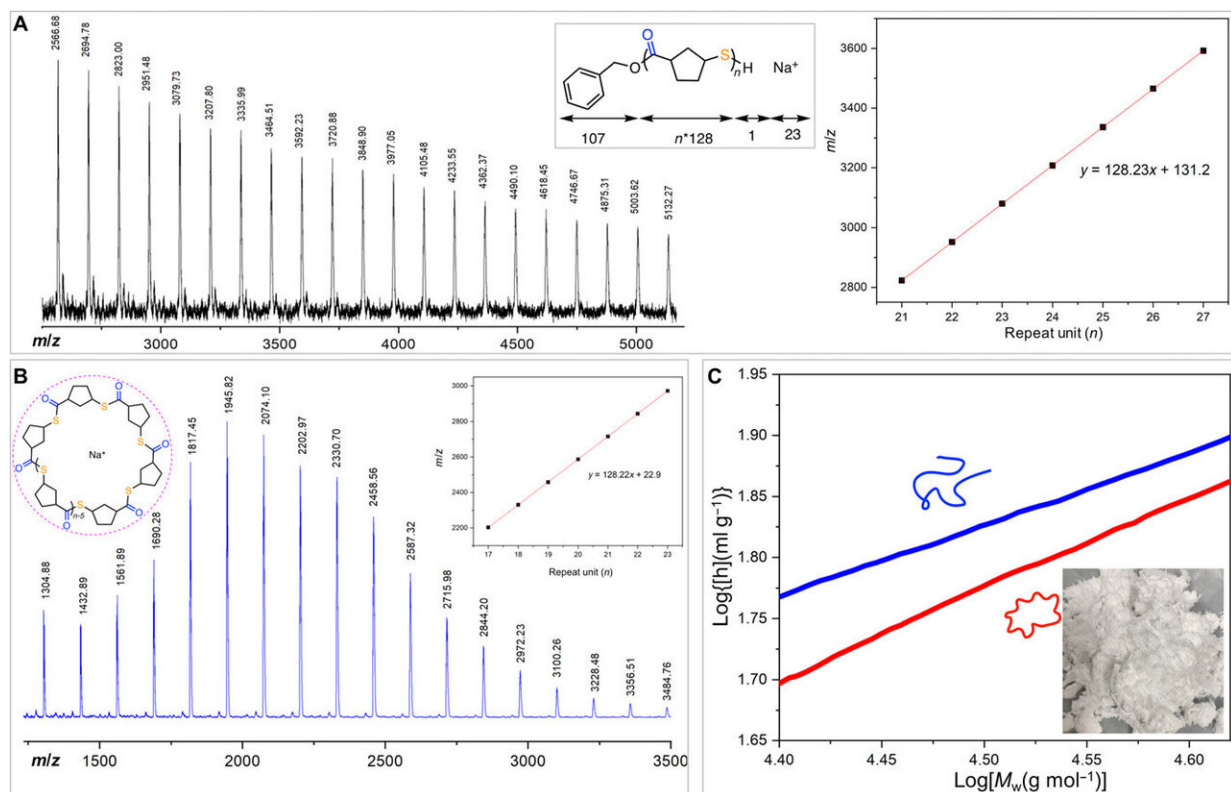 A
2566.68
2694.78
2823.00
2951.48
3079.73
3207.80
3335.99
3464.51
3592.23
3720.88
3848.90
3977.05
4105.48
4233.55
4362.37
4490.10
4618.45
4746.67
4875.31
5003.62
5132.27
m/z
3000
3500
4000
4500
5000
O
O
S
n
H
Na⁺
107
n*128
1
23
m/z
3600
3400
3200
3000
2800
y = 128.23x + 131.2
21
22
23
24
25
26
27
Repeat unit (n)
B
O
O
S
S
S
O
O
S
Na⁺
O
S
S
S
O
O
n-5
1304.88
1432.89
1561.89
1690.28
1817.45
1945.82
2074.10
2202.97
2330.70
2458.56
2587.32
2715.98
2844.20
2972.23
3100.26
3228.48
3356.51
3484.76
m/z
1500
2000
2500
3000
3500
m/z
3000
2800
2600
2400
2200
y = 128.22x + 22.9
17
18
19
20
21
22
23
Repeat unit (n)
C
Log{[h](ml g⁻¹)}
1.95
1.90
1.85
1.80
1.75
1.70
1.65
4.40
4.45
4.50
4.55
4.60
Log[Mw(g mol⁻¹)]